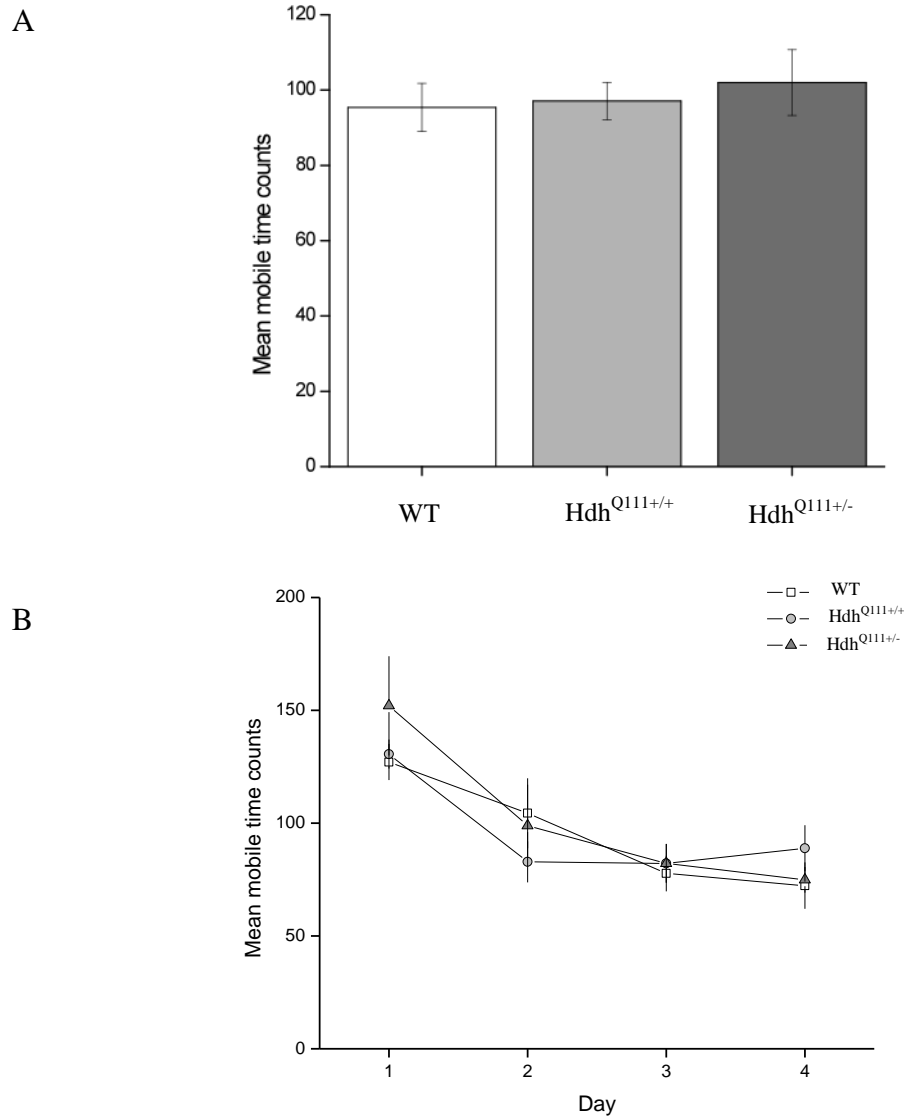 A
120
100
80
60
40
20
0
Mean mobile time counts
WT Hdh^Q111+/+ Hdh^Q111+/-
B
WT
Hdh^Q111+/+
Hdh^Q111+/-
200
150
100
50
0
Mean mobile time counts
1 2 3 4
Day